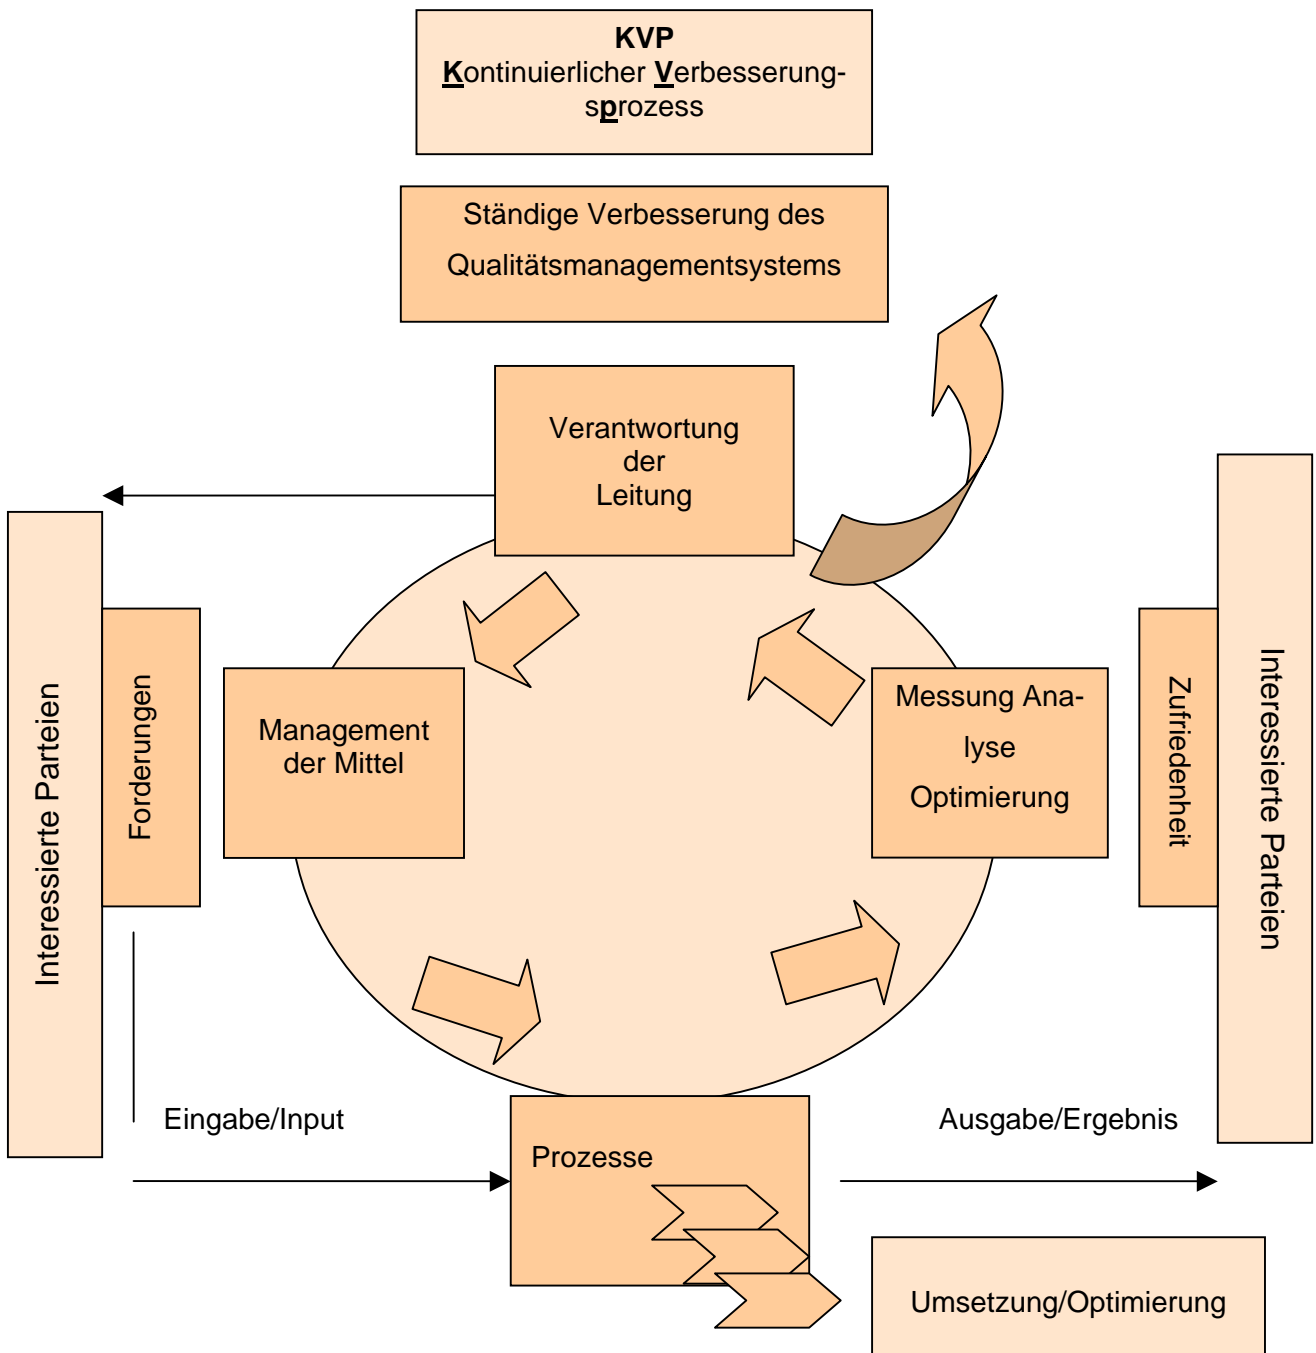 KVP
Kontinuierlicher Verbesserung-
sprozess
Ständige Verbesserung des
Qualitätsmanagementsystems
Verantwortung
der
Leitung
Interessierte Parteien
Forderungen
Management
der Mittel
Messung Ana-
lyse
Optimierung
Zufriedenheit
Interessierte Parteien
Eingabe/Input
Ausgabe/Ergebnis
Prozesse
Umsetzung/Optimierung